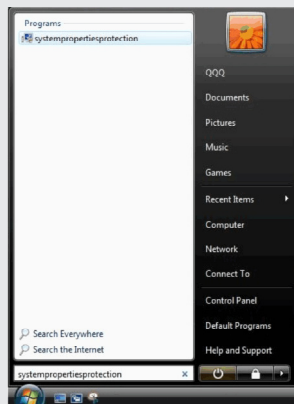 Programs
systempropertiesprotection
Search Everywhere
Search the Internet
systempropertiesprotection
QQQ
Documents
Pictures
Music
Games
Recent Items
Computer
Network
Connect To
Control Panel
Default Programs
Help and Support